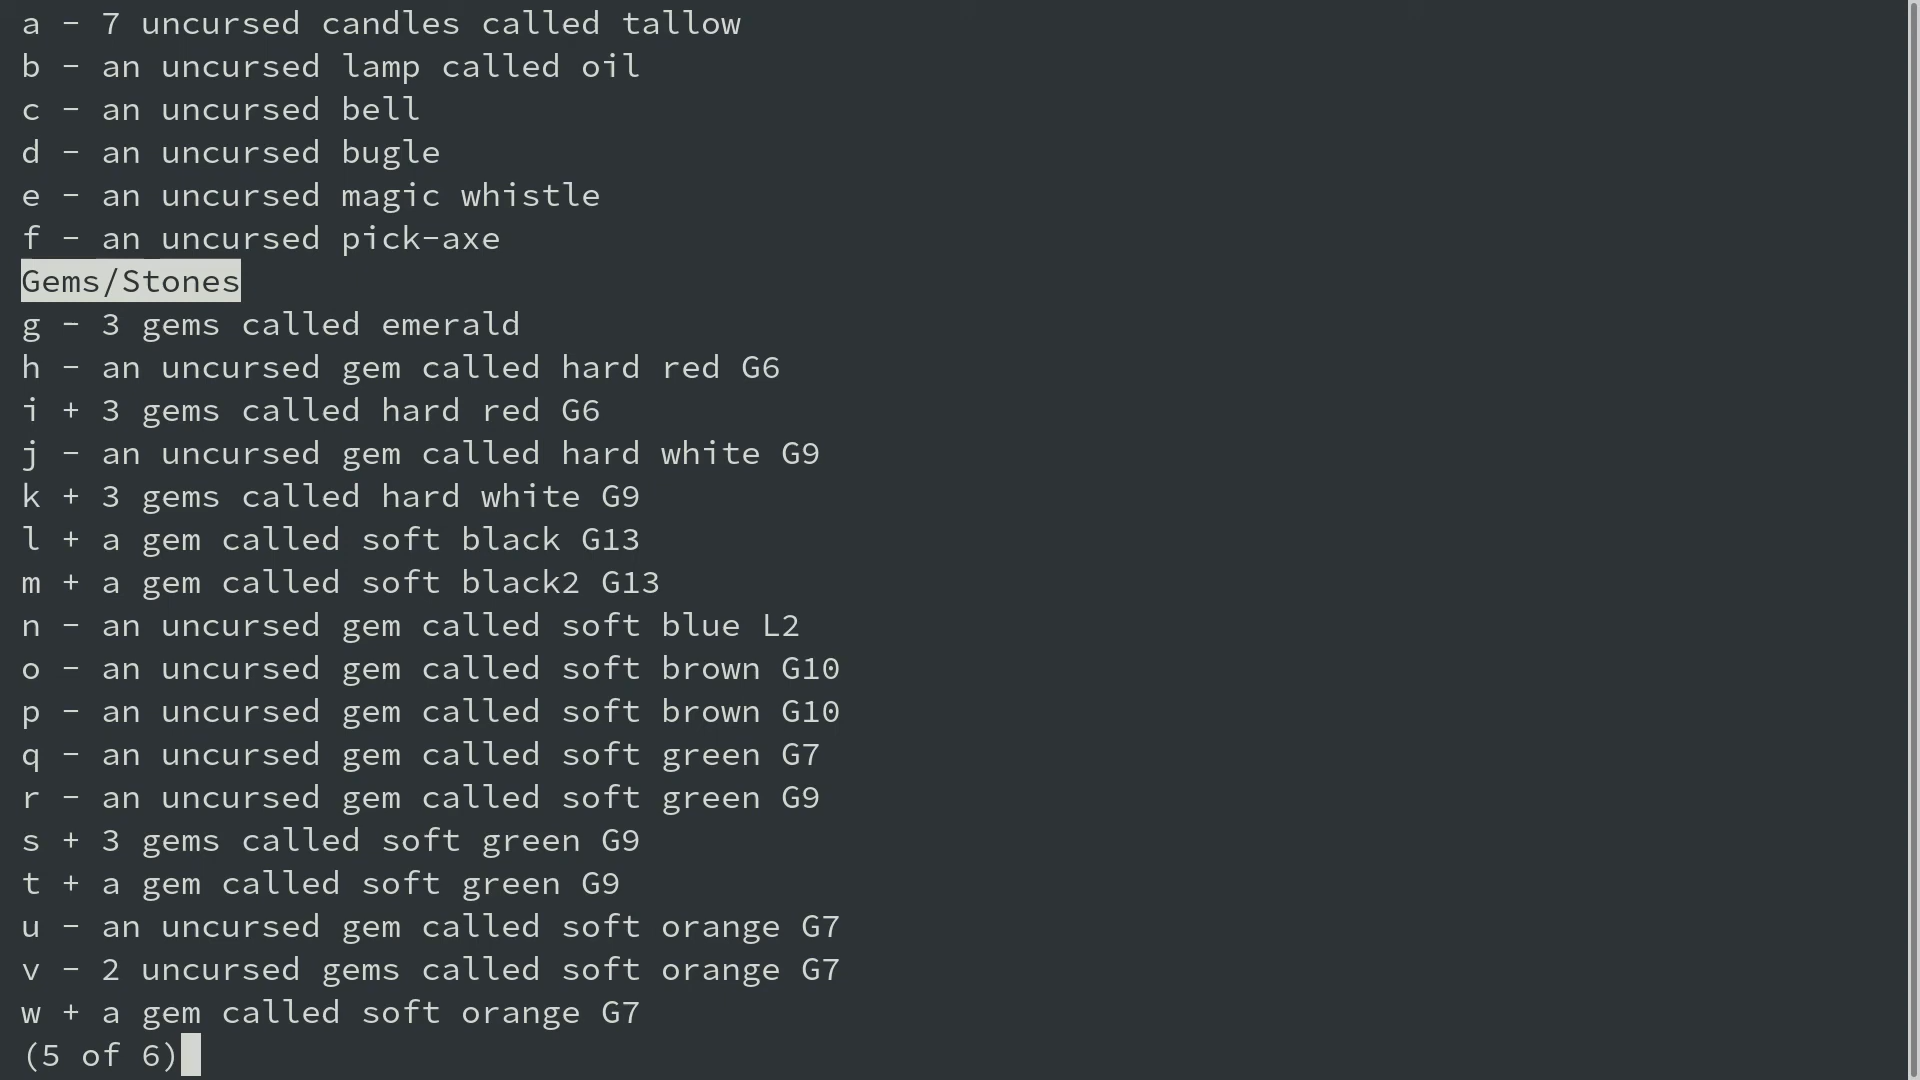 a - 7 uncursed candles called tallow
b - an uncursed lamp called oil
c - an uncursed bell
d - an uncursed bugle
e - an uncursed magic whistle
f - an uncursed pick-axe
Gems/Stones
g - 3 gems called emerald
h - an uncursed gem called hard red G6
i + 3 gems called hard red G6
j - an uncursed gem called hard white G9
k + 3 gems called hard white G9
l + a gem called soft black G13
m + a gem called soft black2 G13
n - an uncursed gem called soft blue L2
o - an uncursed gem called soft brown G10
p - an uncursed gem called soft brown G10
q - an uncursed gem called soft green G7
r - an uncursed gem called soft green G9
s + 3 gems called soft green G9
t + a gem called soft green G9
u - an uncursed gem called soft orange G7
v - 2 uncursed gems called soft orange G7
w + a gem called soft orange G7
(5 of 6)